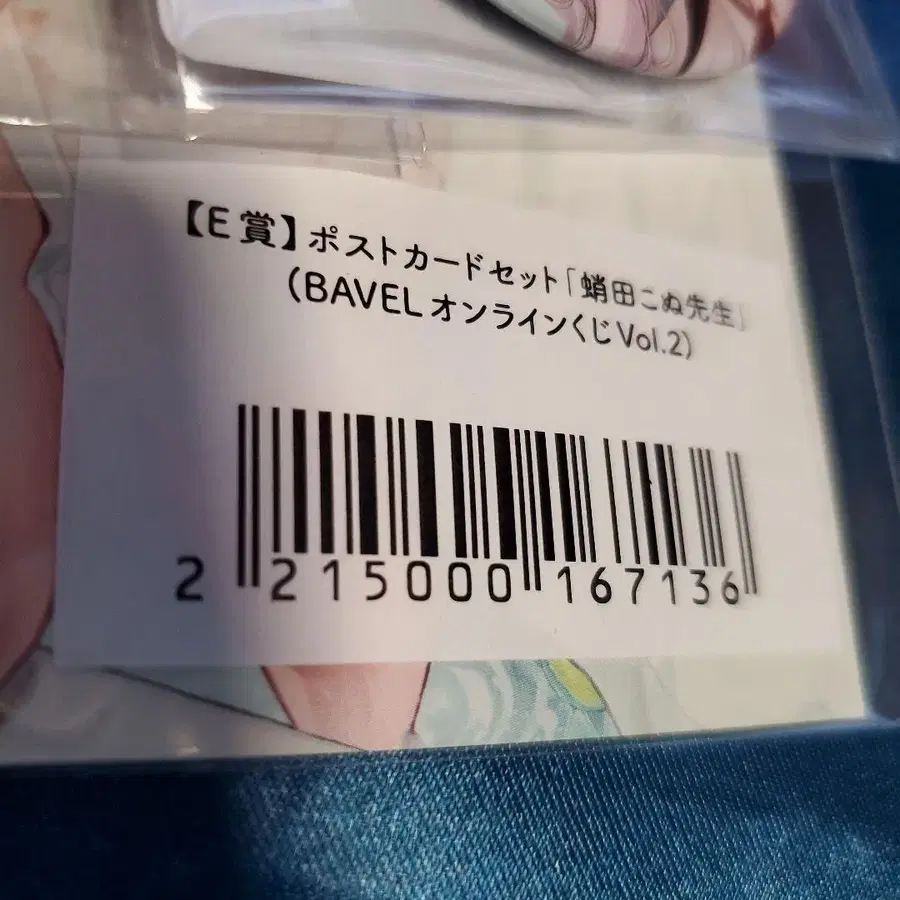 【E賞】ポストカードセット「蛸田こぬ先生」
(BAVELオンラインくじVol.2)
2 215000 167136